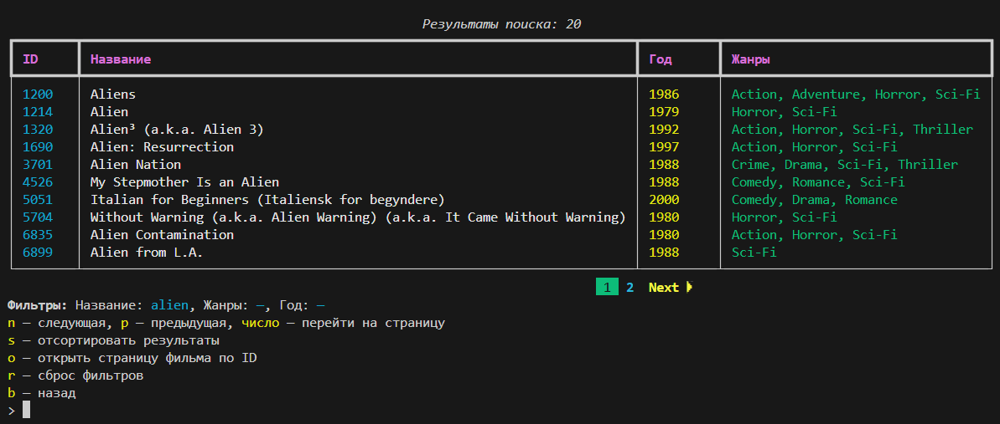 Результаты поиска: 20
ID Название Год Жанры
1200 Aliens 1986 Action, Adventure, Horror, Sci-Fi
1214 Alien 1979 Horror, Sci-Fi
1320 Alien³ (a.k.a. Alien 3) 1992 Action, Horror, Sci-Fi, Thriller
1690 Alien: Resurrection 1997 Action, Horror, Sci-Fi
3701 Alien Nation 1988 Crime, Drama, Sci-Fi, Thriller
4526 My Stepmother Is an Alien 1988 Comedy, Romance, Sci-Fi
5051 Italian for Beginners (Italiensk for begyndere) 2000 Comedy, Drama, Romance
5704 Without Warning (a.k.a. Alien Warning) (a.k.a. It Came Without Warning) 1980 Horror, Sci-Fi
6835 Alien Contamination 1980 Action, Horror, Sci-Fi
6899 Alien from L.A. 1988 Sci-Fi
1 2 Next
Фильтры: Название: alien, Жанры: —, Год: —
n — следующая, p — предыдущая, число — перейти на страницу
s — отсортировать результаты
o — открыть страницу фильма по ID
r — сброс фильтров
b — назад
>